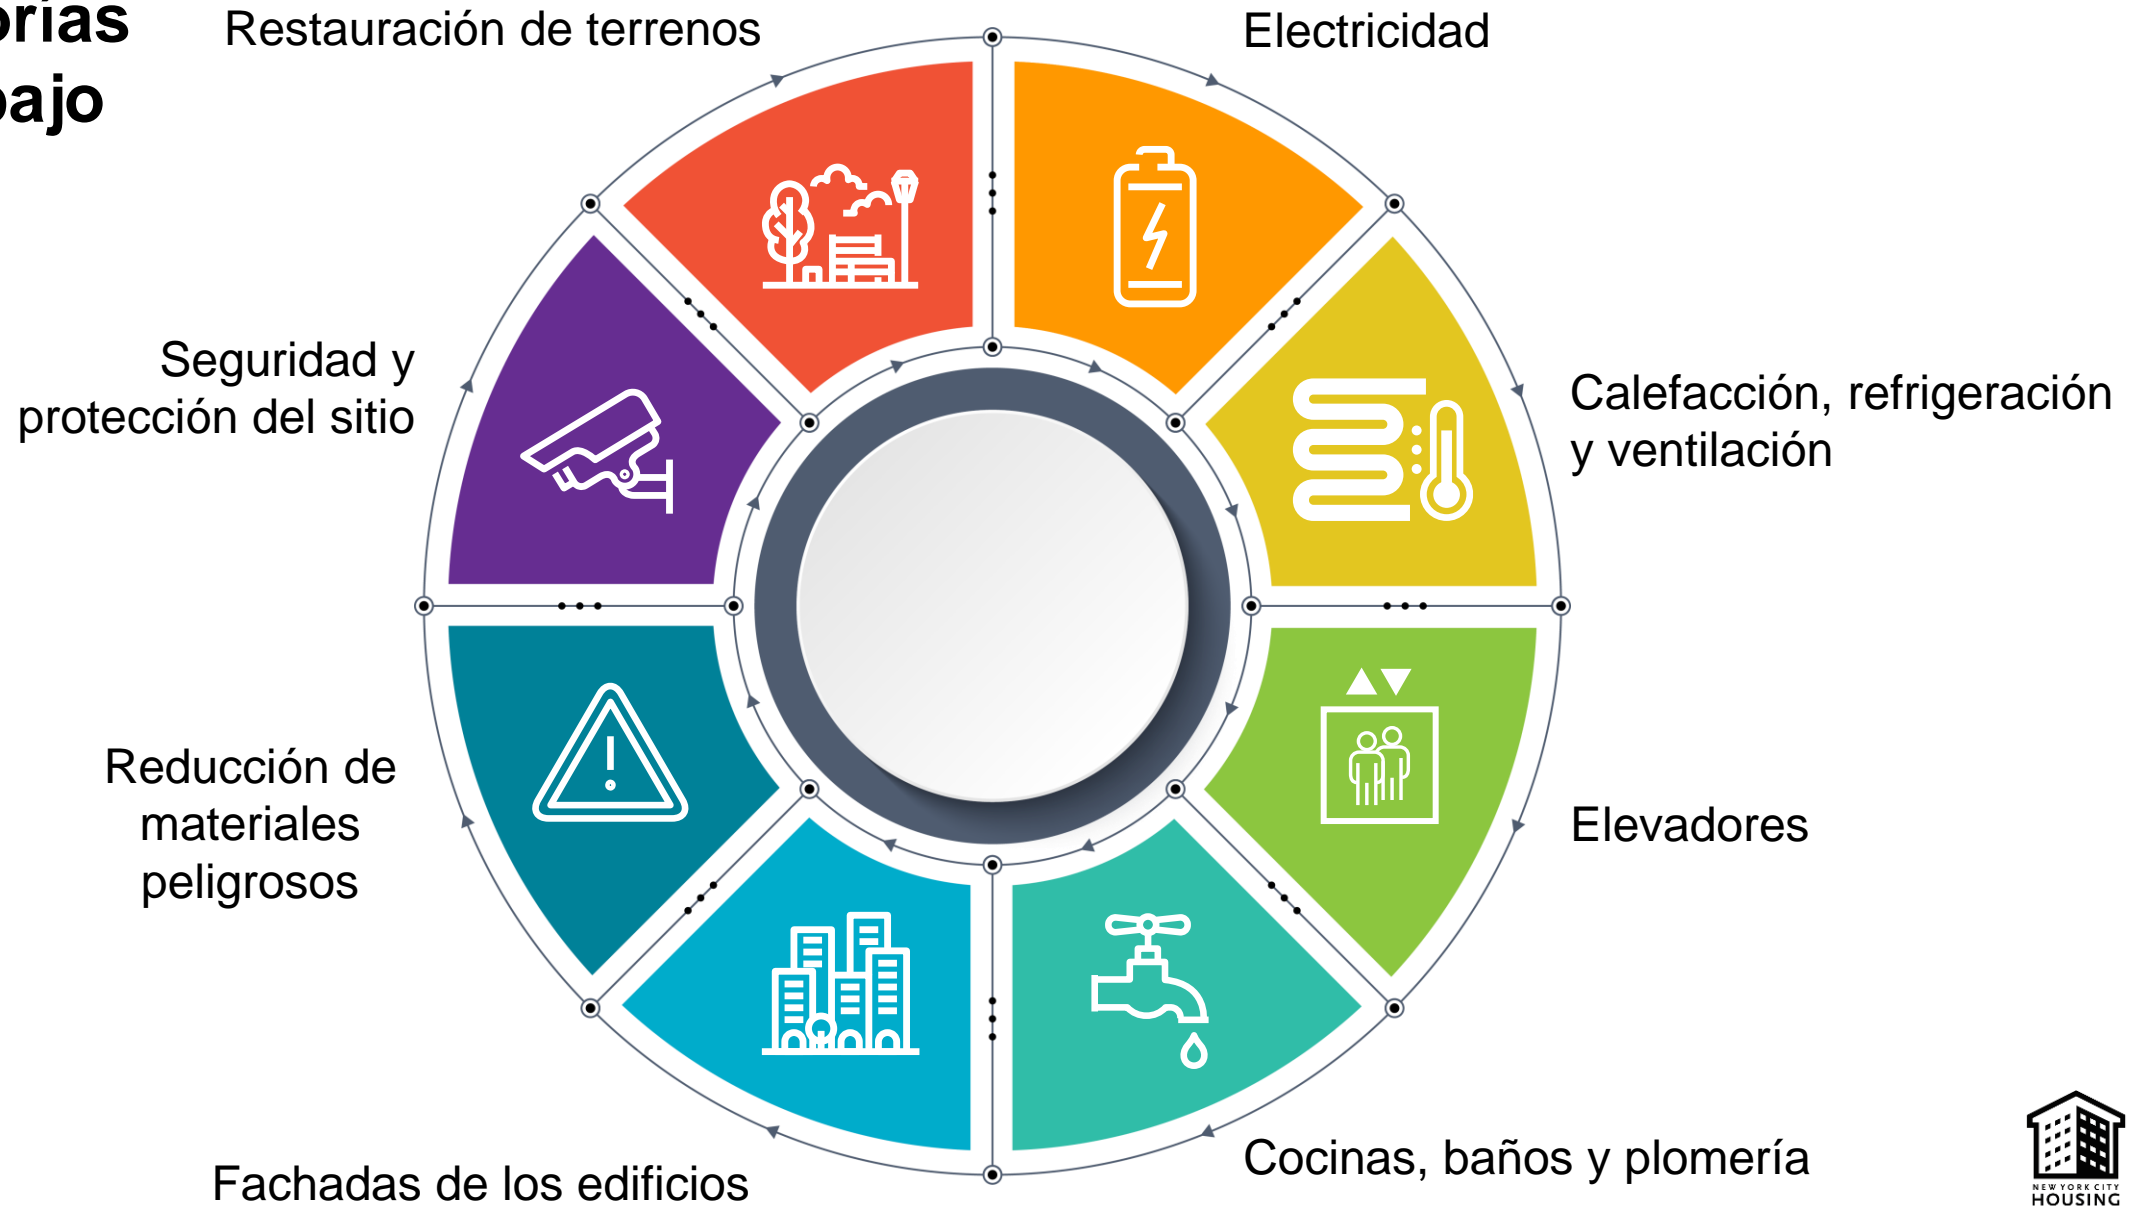 Restauración de terrenos
Electricidad
Seguridad y
protección del sitio
Calefacción, refrigeración
y ventilación
Reducción de
materiales
peligrosos
Elevadores
Fachadas de los edificios
Cocinas, baños y plomería
NEW YORK CITY
HOUSING